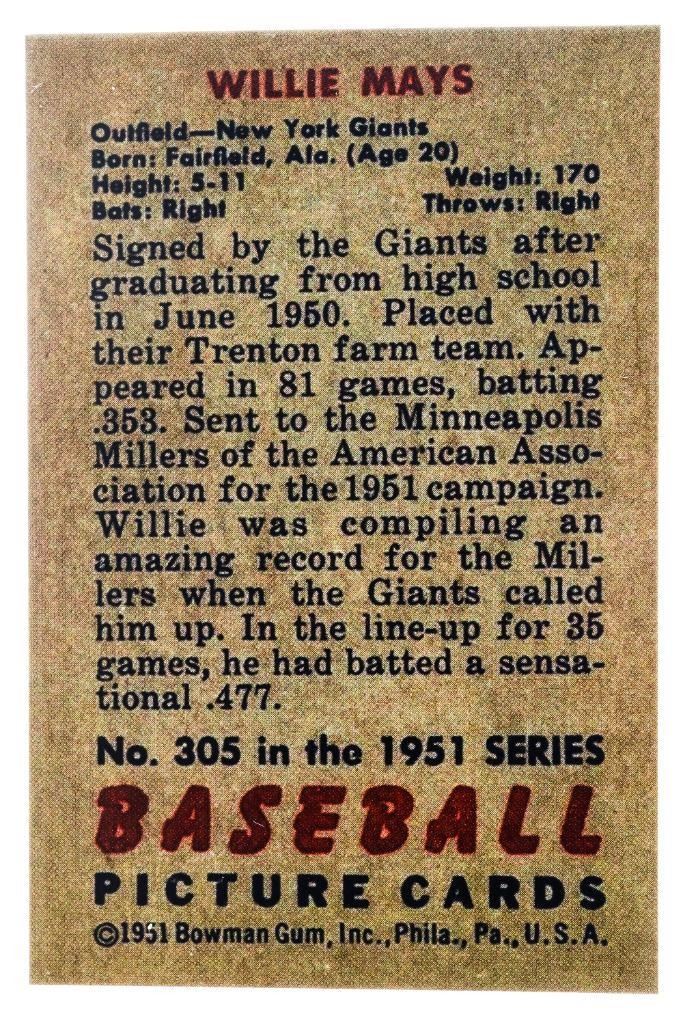 WILLIE MAYS
Outfield—New York Giants
Born: Fairfield, Ala. (Age 20)
Height: 5-11 Weight: 170
Bats: Right Throws: Right
Signed by the Giants after
graduating from high school
in June 1950. Placed with
their Trenton farm team. Ap-
peared in 81 games, batting
.353. Sent to the Minneapolis
Millers of the American Asso-
ciation for the 1951 campaign.
Willie was compiling an
amazing record for the Mil-
lers when the Giants called
him up. In the line-up for 35
games, he had batted a sensa-
tional .477.
No. 305 in the 1951 SERIES
BASEBALL
PICTURE CARDS
©1951 Bowman Gum, Inc., Phila., Pa., U.S.A.